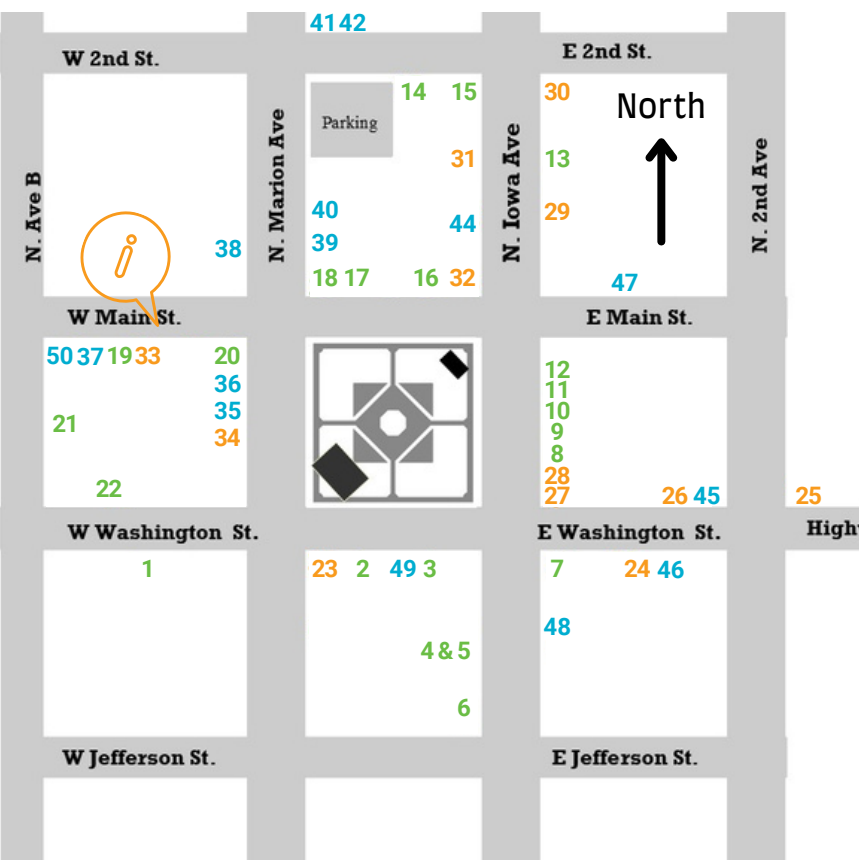 41 42
W 2nd St.
E 2nd St.
14 15
30
North
Parking
N. Marion Ave
N. Iowa Ave
N. 2nd Ave
N. Ave B
31
13
40
29
44
39
38
i
18 17
16 32
47
W Main St.
E Main St.
50 37 19 33
20
36
35
34
21
22
12
11
10
9
8
28
27
26 45
25
W Washington St.
E Washington St.
High
1
23 2 49 3
7
24 46
48
4 & 5
6
W Jefferson St.
E Jefferson St.